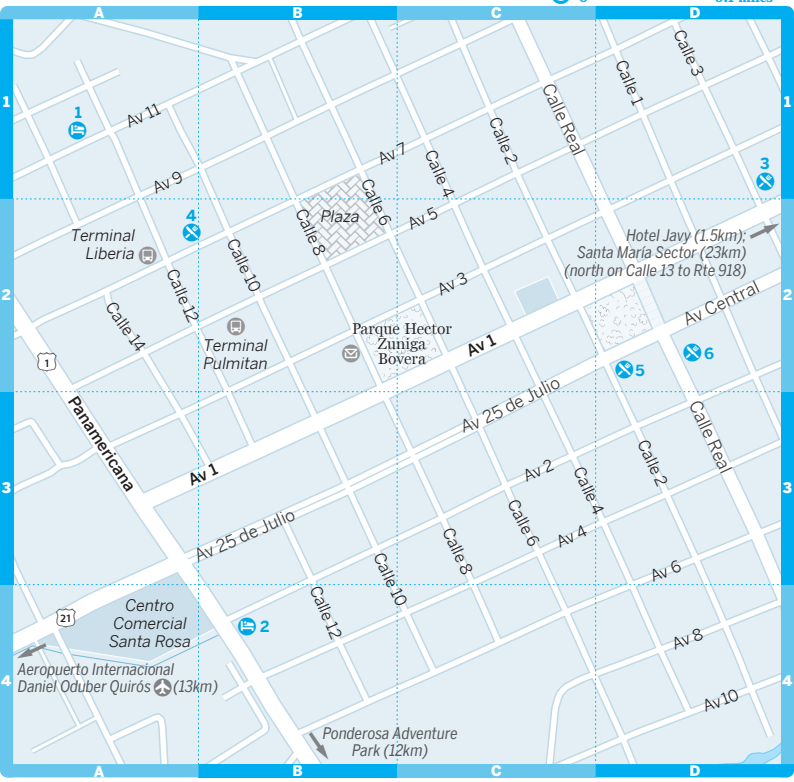 A
B
C
D
Calle 3
1
Calle 1
1
1
Av 11
Calle Real
Calle 2
Av 7
Calle 4
3
Av 9
Calle 6
Plaza
Av 5
4
Calle 8
Terminal
Liberia
Hotel Javy (1.5km);
Santa María Sector (23km)
(north on Calle 13 to Rte 918)
Calle 10
Calle 12
Av 3
2
2
Av Central
Calle 14
Terminal
Pulmitan
Parque Hector
Zuniga
Bovera
Av 1
1
6
5
Av 25 de Julio
Panamericana
Calle Real
Av 1
Av 2
Calle 2
Calle 4
3
3
Calle 6
Av 25 de Julio
Av 4
Calle 8
Calle 10
Av 6
Centro
Comercial
Santa Rosa
21
Calle 12
2
Av 8
Aeropuerto Internacional
Daniel Oduber Quirós (13km)
4
4
Av10
Ponderosa Adventure
Park (12km)
A
B
C
D